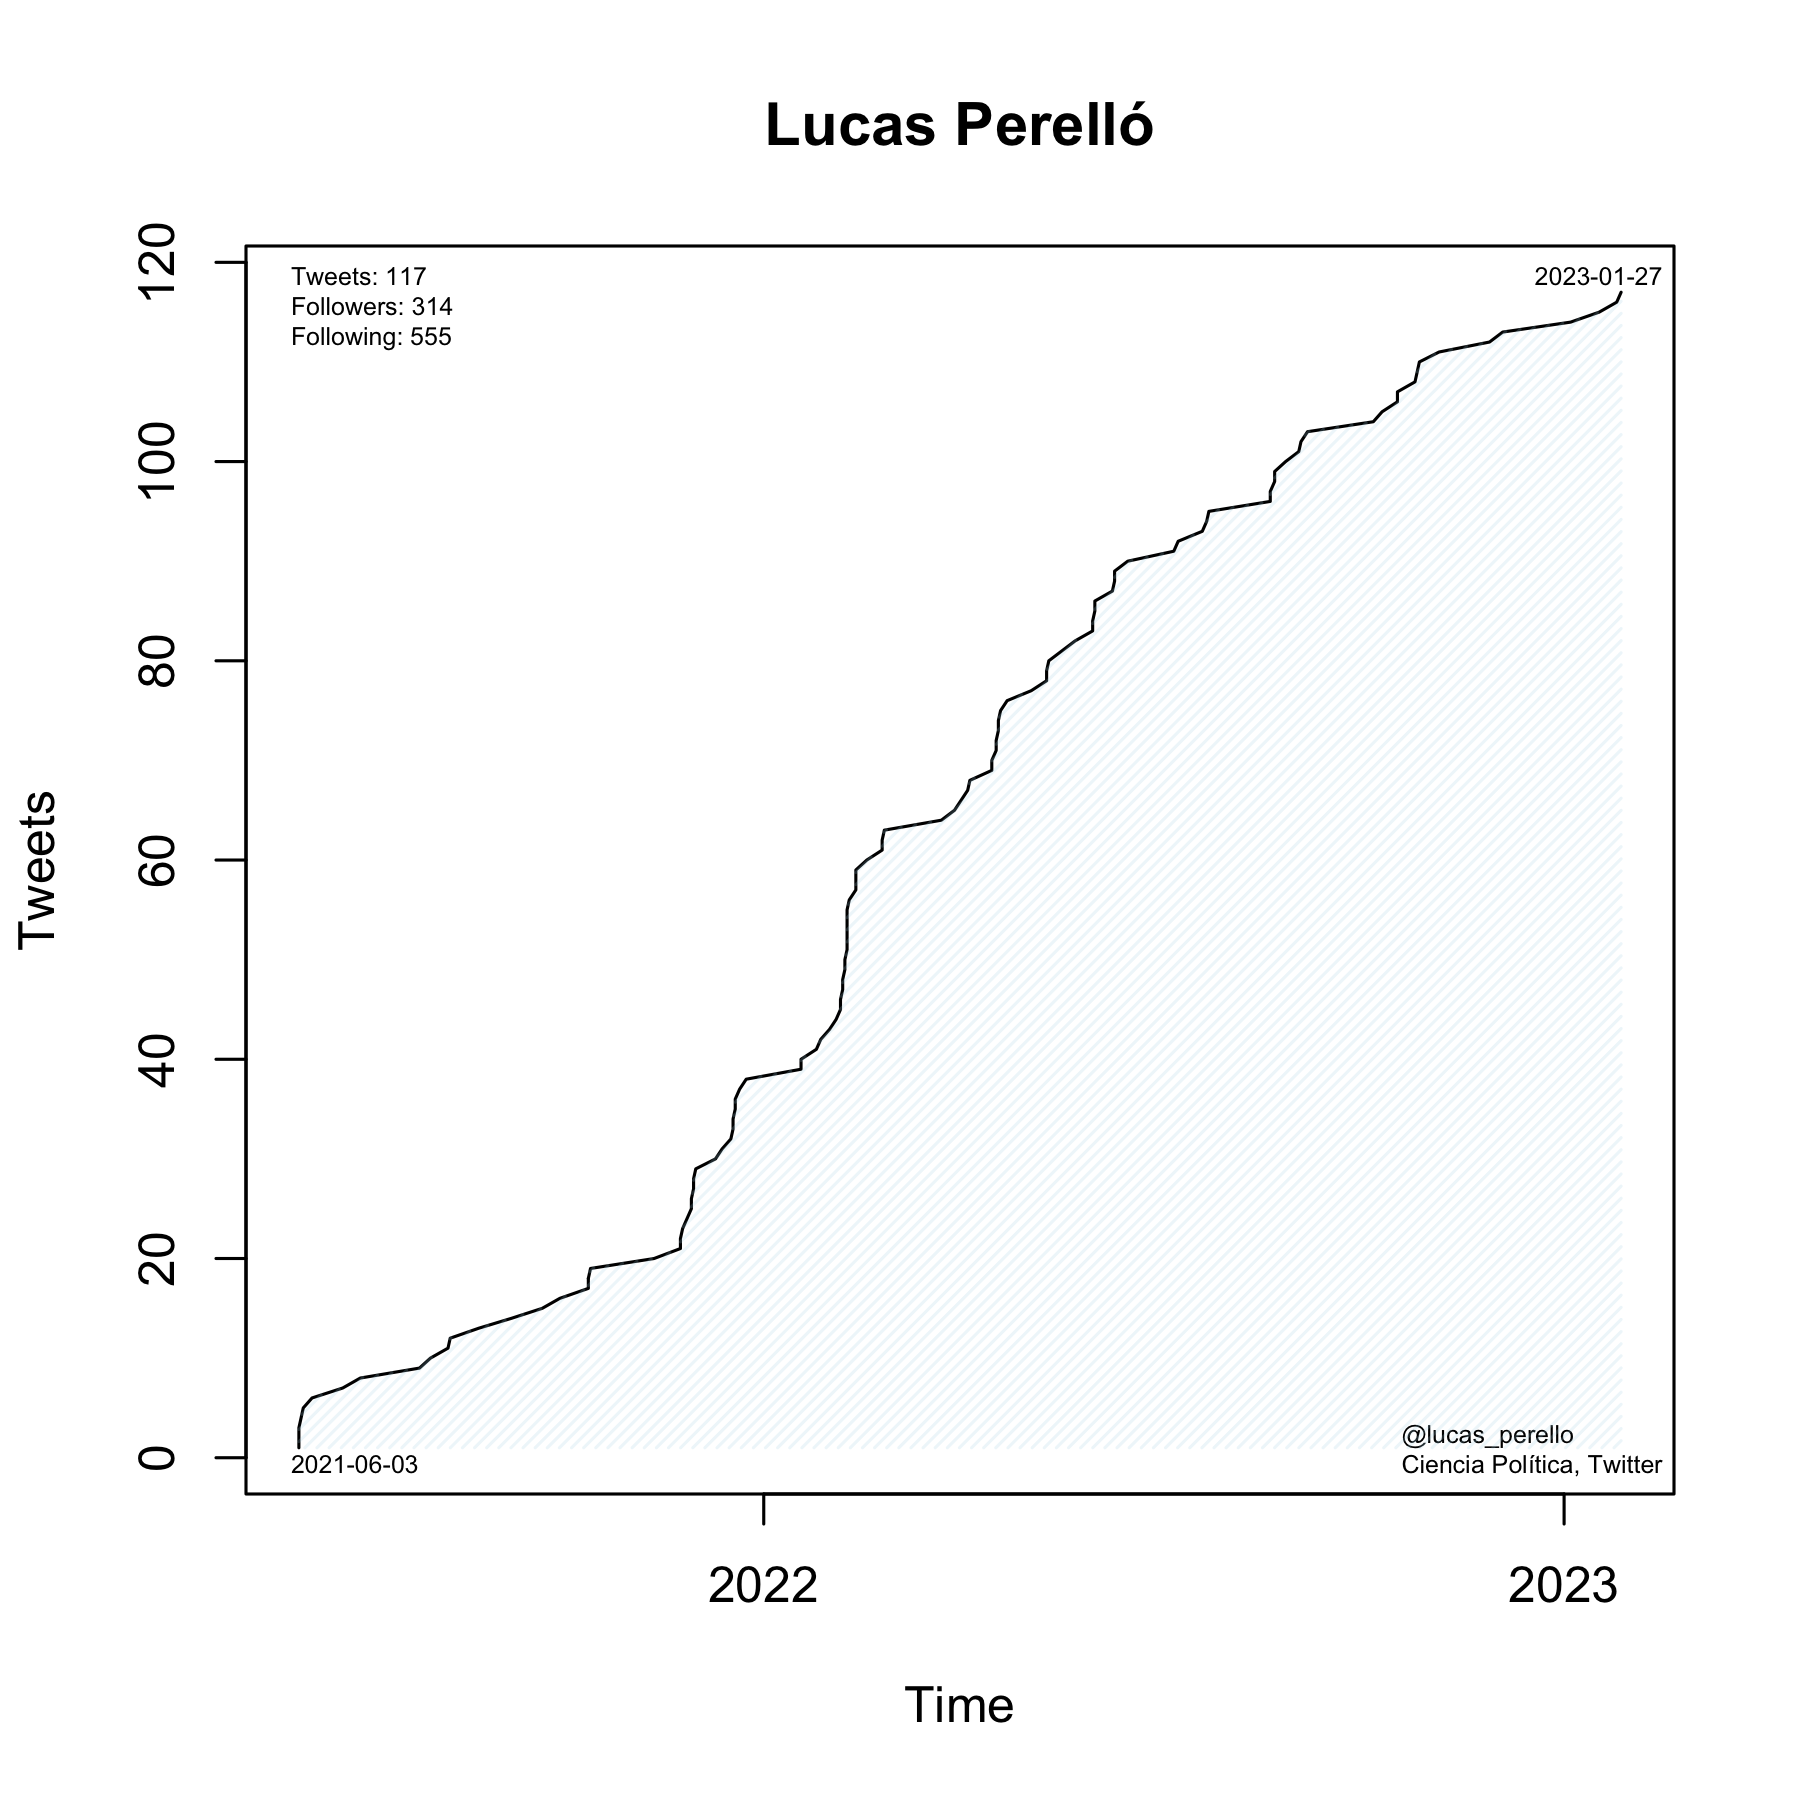 Lucas Perelló
Tweets: 117
Followers: 314
Following: 555
2023-01-27
120
100
80
60
40
20
0
Tweets
2021-06-03
@lucas_perello
Ciencia Política, Twitter
2022
2023
Time